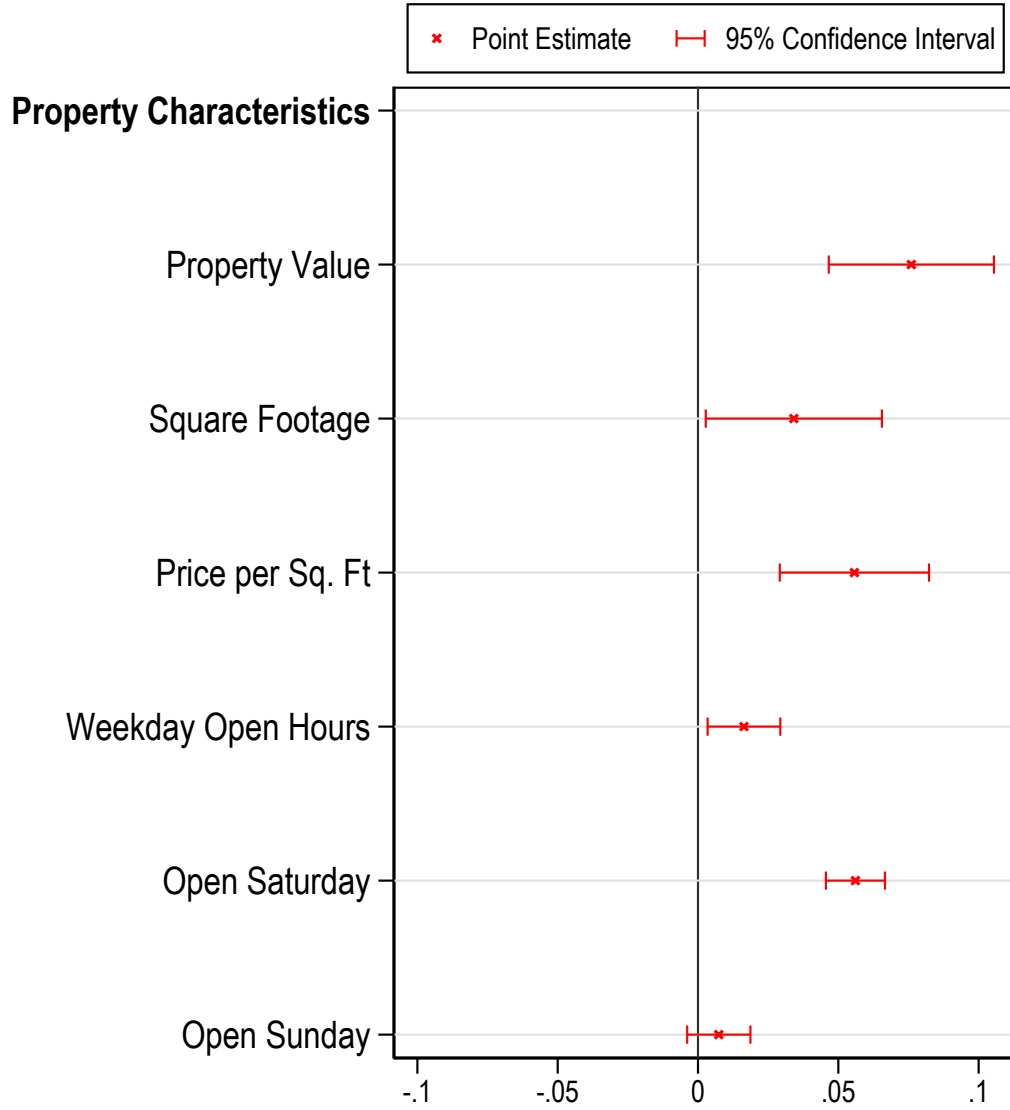 Point Estimate 95% Confidence Interval
Property Characteristics
Property Value
Square Footage
Price per Sq. Ft
Weekday Open Hours
Open Saturday
Open Sunday
-.1 -.05 0 .05 .1